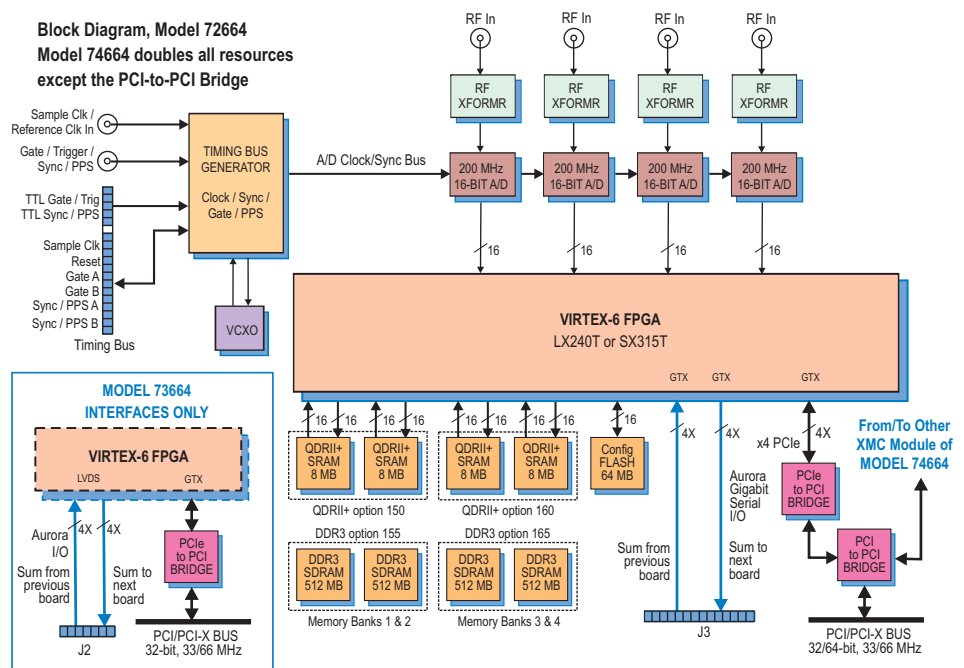 Block Diagram, Model 72664
Model 74664 doubles all resources
except the PCI-to-PCI Bridge
RF In
RF In
RF In
RF In
RF
XFORMR
RF
XFORMR
RF
XFORMR
RF
XFORMR
Sample Clk /
Reference Clk In
Gate / Trigger /
Sync / PPS
TTL Gate / Trig
TTL Sync / PPS
Sample Clk
Reset
Gate A
Gate B
Sync / PPS A
Sync / PPS B
Timing Bus
TIMING BUS
GENERATOR
Clock / Sync /
Gate / PPS
VCXO
A/D Clock/Sync Bus
200 MHz
16-BIT A/D
200 MHz
16-BIT A/D
200 MHz
16-BIT A/D
200 MHz
16-BIT A/D
16
16
16
16
VIRTEX-6 FPGA
LX240T or SX315T
GTX
GTX
GTX
16
16
16
16
16
16
16
16
16
4X
4X
4X
QDRII+
SRAM
8 MB
QDRII+
SRAM
8 MB
QDRII+
SRAM
8 MB
QDRII+
SRAM
8 MB
Config
FLASH
64 MB
QDRII+ option 150
QDRII+ option 160
DDR3 option 155
DDR3 option 165
DDR3
SDRAM
512 MB
DDR3
SDRAM
512 MB
DDR3
SDRAM
512 MB
DDR3
SDRAM
512 MB
Memory Banks 1 & 2
Memory Banks 3 & 4
Sum from
previous
board
Aurora
Gigabit
Serial
I/O
Sum to
next
board
J3
x4 PCIe
PCIe
to PCI
BRIDGE
PCI
to PCI
BRIDGE
From/To Other
XMC Module of
MODEL 74664
PCI/PCI-X BUS
32/64-bit, 33/66 MHz
MODEL 73664
INTERFACES ONLY
VIRTEX-6 FPGA
LVDS
GTX
4X
4X
Aurora
I/O
PCIe
to PCI
BRIDGE
Sum from
previous
board
Sum to
next
board
J2
PCI/PCI-X BUS
32-bit, 33/66 MHz